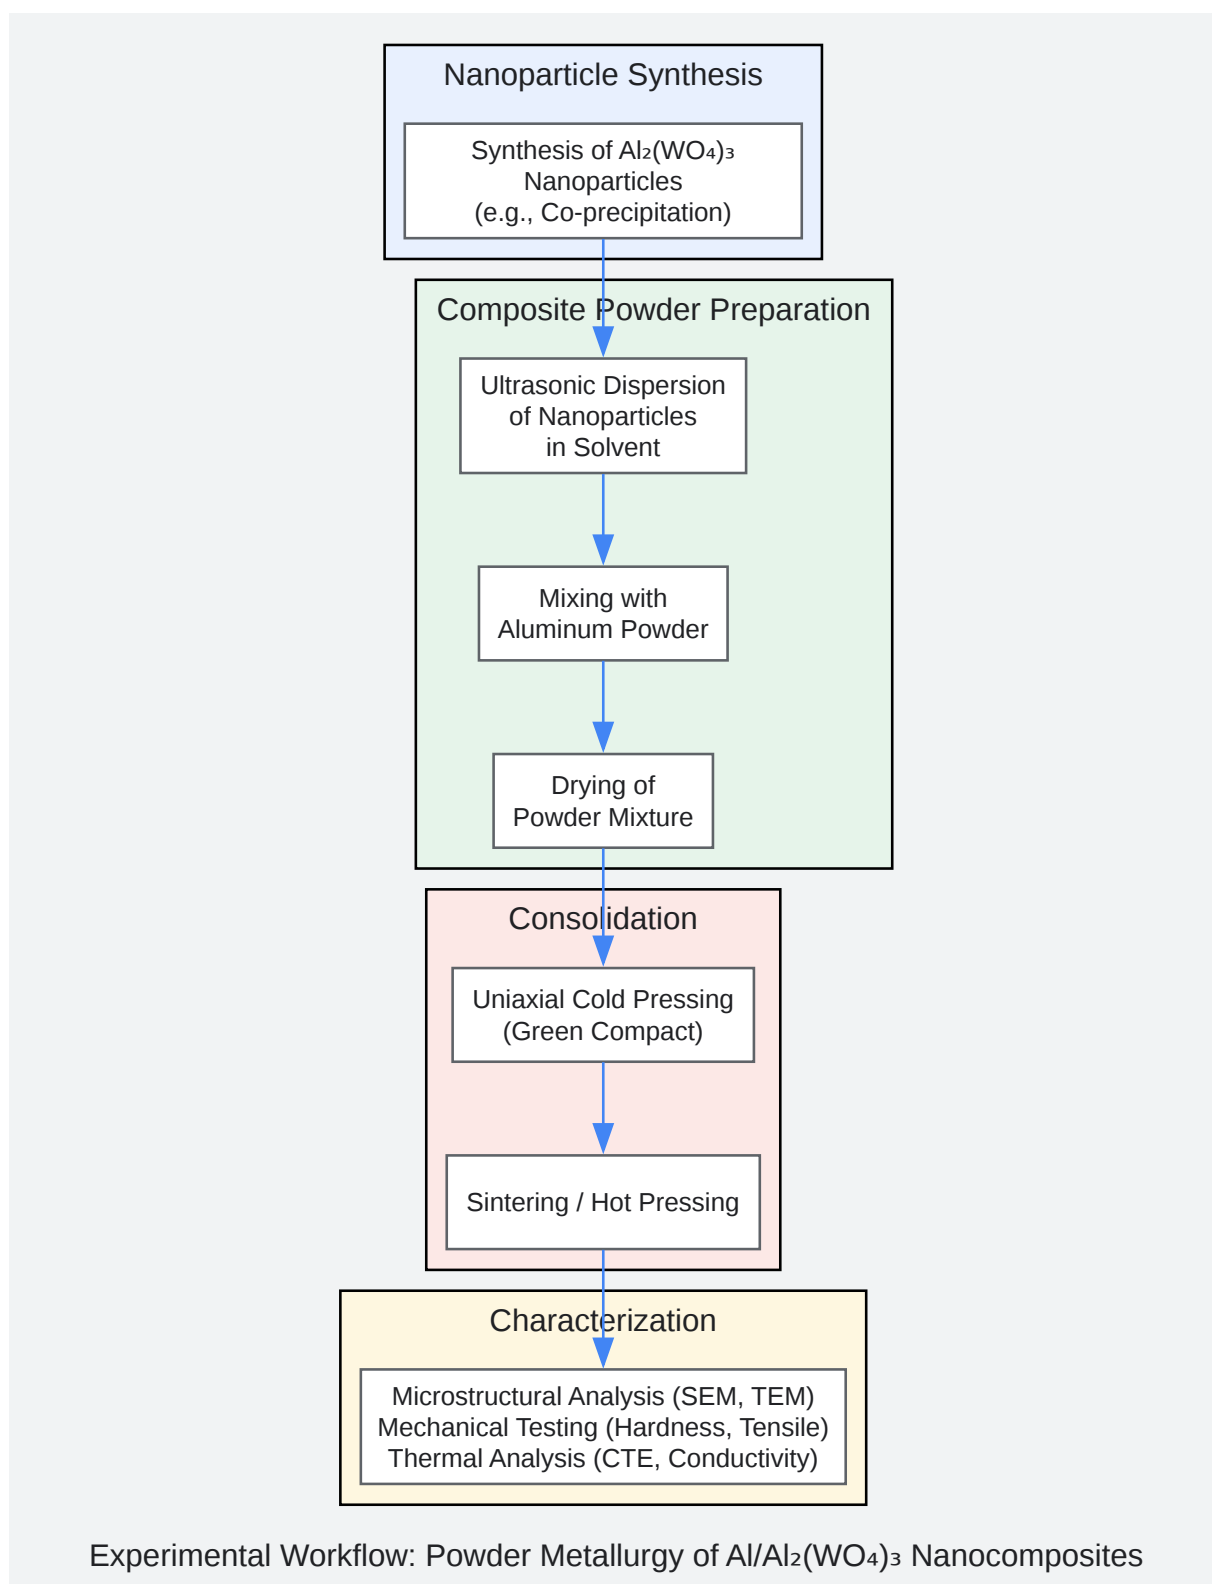 Nanoparticle Synthesis
Synthesis of Al₂(WO₄)₃
Nanoparticles
(e.g., Co-precipitation)
Composite Powder Preparation
Ultrasonic Dispersion
of Nanoparticles
in Solvent
Mixing with
Aluminum Powder
Drying of
Powder Mixture
Consolidation
Uniaxial Cold Pressing
(Green Compact)
Sintering / Hot Pressing
Characterization
Microstructural Analysis (SEM, TEM)
Mechanical Testing (Hardness, Tensile)
Thermal Analysis (CTE, Conductivity)
Experimental Workflow: Powder Metallurgy of Al/Al₂(WO₄)₃ Nanocomposites